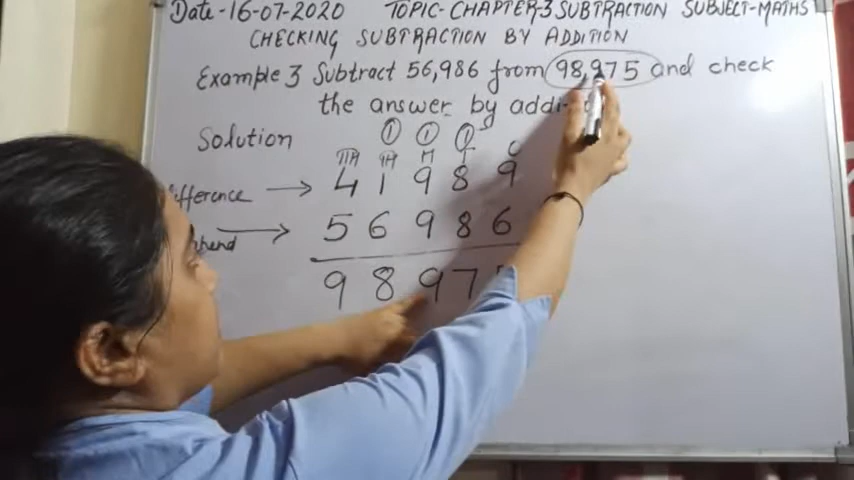 Date-16-07-2020 TOPIC-CHAPTER-3 SUBTRACTION SUBJECT-MATHS
CHECKING SUBTRACTION BY ADDITION
Example 3 Subtract 56,986 from 98,975 and check
the answer by
Solution 1 1 1
TTH TH H T O
4 1 9 8 9
5 6 9 8 6
9 8 9 7